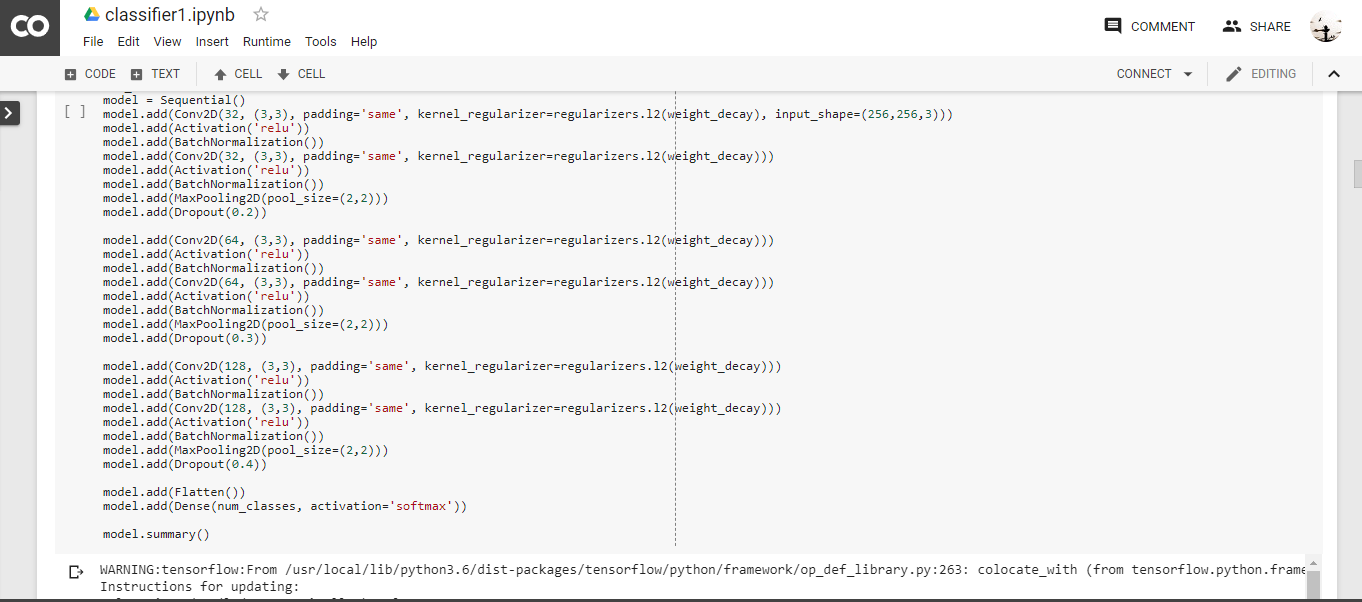 CO
classifier1.ipynb
File Edit View Insert Runtime Tools Help
COMMENT SHARE
CODE TEXT CELL CELL
CONNECT EDITING
[ ]
model = Sequential()
model.add(Conv2D(32, (3,3), padding='same', kernel_regularizer=regularizers.l2(weight_decay), input_shape=(256,256,3)))
model.add(Activation('relu'))
model.add(BatchNormalization())
model.add(Conv2D(32, (3,3), padding='same', kernel_regularizer=regularizers.l2(weight_decay)))
model.add(Activation('relu'))
model.add(BatchNormalization())
model.add(MaxPooling2D(pool_size=(2,2)))
model.add(Dropout(0.2))
model.add(Conv2D(64, (3,3), padding='same', kernel_regularizer=regularizers.l2(weight_decay)))
model.add(Activation('relu'))
model.add(BatchNormalization())
model.add(Conv2D(64, (3,3), padding='same', kernel_regularizer=regularizers.l2(weight_decay)))
model.add(Activation('relu'))
model.add(BatchNormalization())
model.add(MaxPooling2D(pool_size=(2,2)))
model.add(Dropout(0.3))
model.add(Conv2D(128, (3,3), padding='same', kernel_regularizer=regularizers.l2(weight_decay)))
model.add(Activation('relu'))
model.add(BatchNormalization())
model.add(Conv2D(128, (3,3), padding='same', kernel_regularizer=regularizers.l2(weight_decay)))
model.add(Activation('relu'))
model.add(BatchNormalization())
model.add(MaxPooling2D(pool_size=(2,2)))
model.add(Dropout(0.4))
model.add(Flatten())
model.add(Dense(num_classes, activation='softmax'))
model.summary()
WARNING:tensorflow:From /usr/local/lib/python3.6/dist-packages/tensorflow/python/framework/op_def_library.py:263: colocate_with (from tensorflow.python.frame
Instructions for updating: